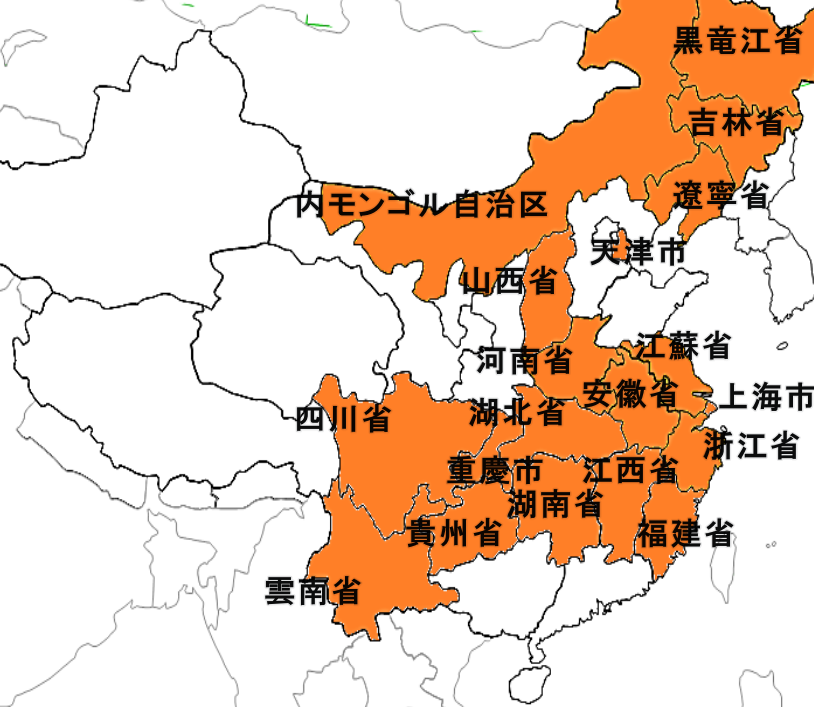 黒竜江省
吉林省
遼寧省
内モンゴル自治区
天津市
山西省
江蘇省
河南省
安徽省
上海市
四川省
湖北省
浙江省
重慶市
江西省
湖南省
貴州省
福建省
雲南省